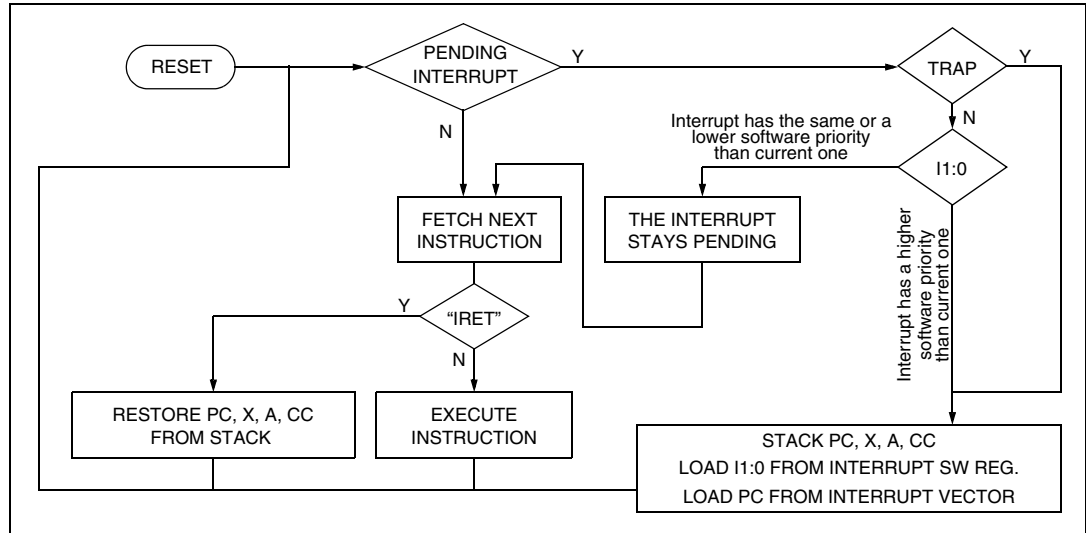 RESET
PENDING
INTERRUPT
Y
TRAP
Y
N
N
Interrupt has the same or a
lower software priority
than current one
I1:0
FETCH NEXT
INSTRUCTION
THE INTERRUPT
STAYS PENDING
Interrupt has a higher
software priority
than current one
Y
“IRET”
N
RESTORE PC, X, A, CC
FROM STACK
EXECUTE
INSTRUCTION
STACK PC, X, A, CC
LOAD I1:0 FROM INTERRUPT SW REG.
LOAD PC FROM INTERRUPT VECTOR